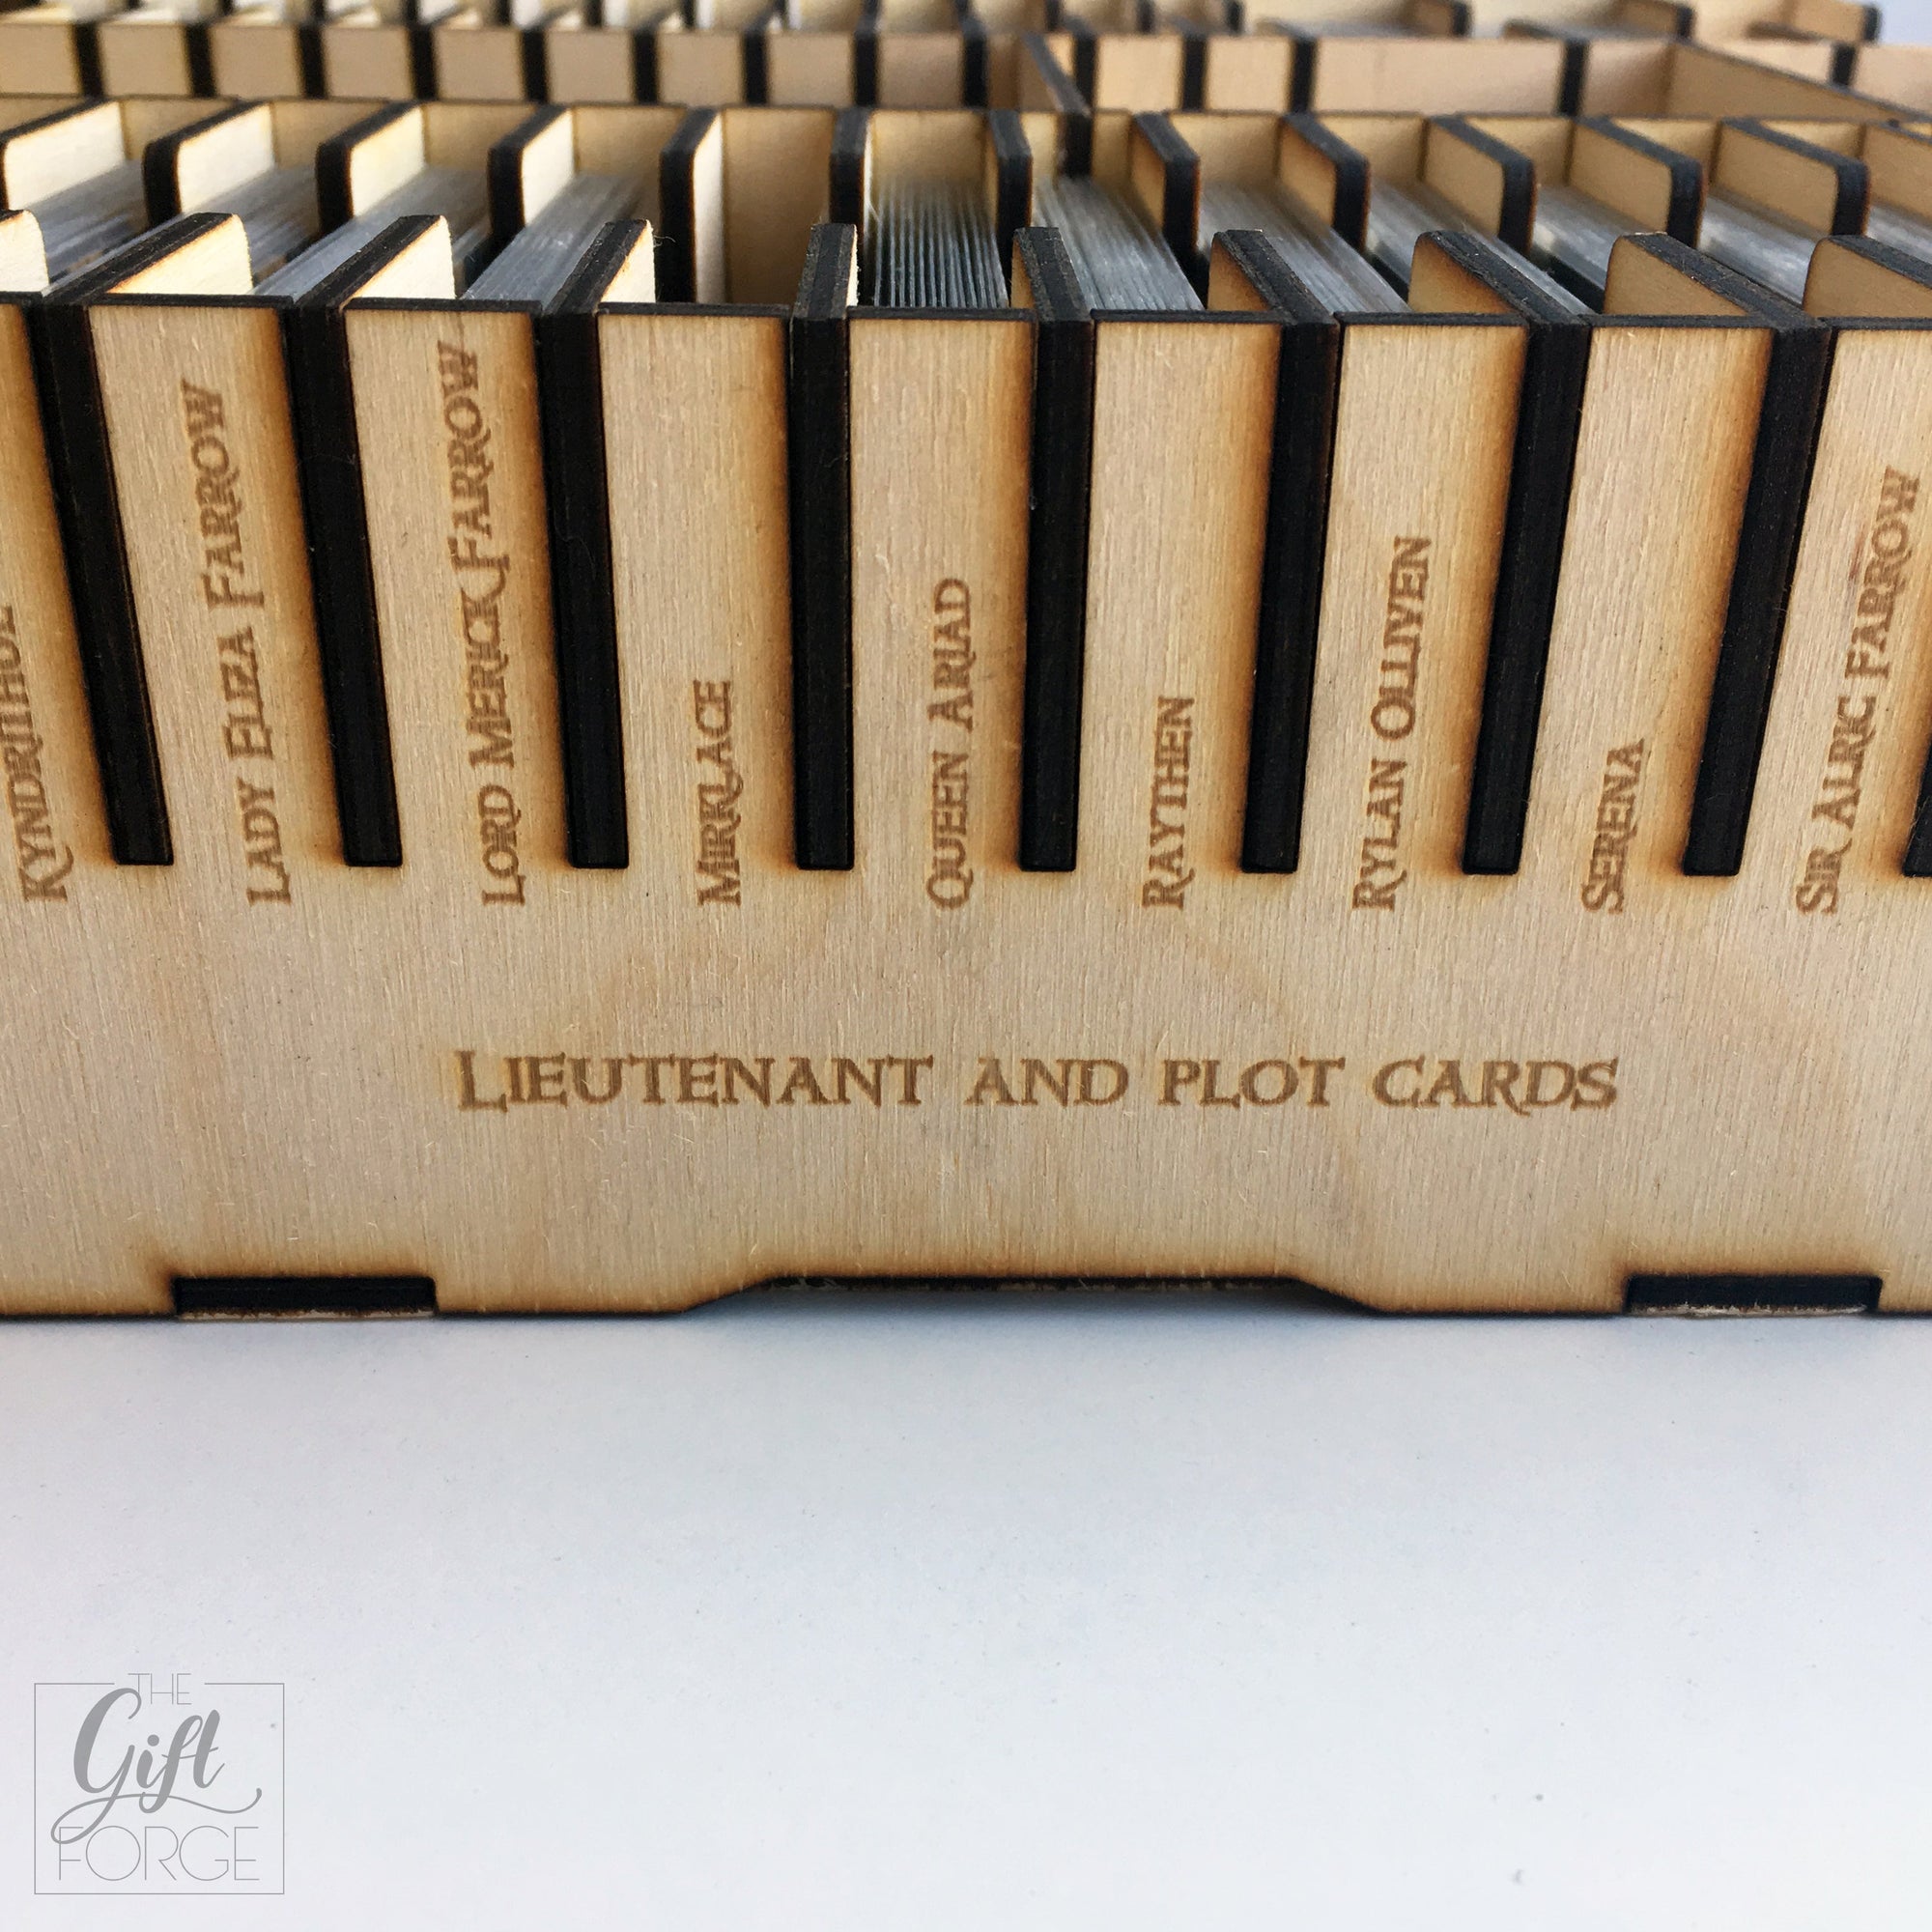 Kyndrithul
Lady Eliza Farrow
Lord Merick Farrow
Mirklace
Queen Ariad
Raythen
Rylan Olliven
Serena
Sir Alric Farrow
Lieutenant and plot cards
THE
Gift
FORGE